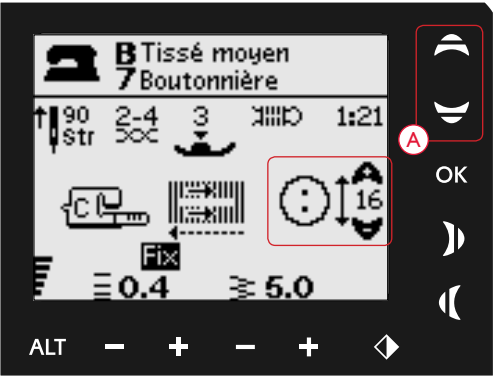 B Tissé moyen
7 Boutonnière
90 2-4 3 1:21
Str
A
OK
C
16
Fix
F
0.4 5.0
ALT − + − +